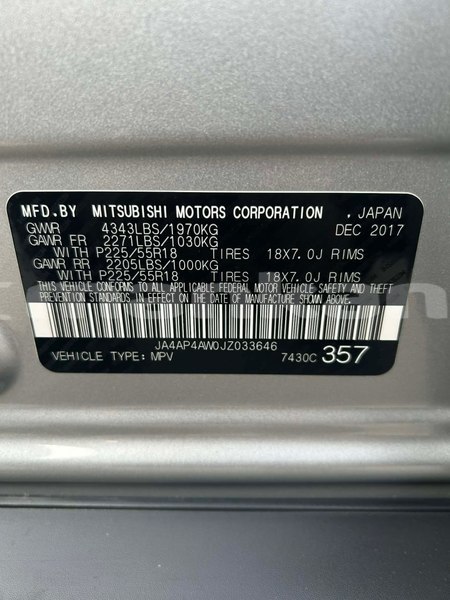 MFD.BY MITSUBISHI MOTORS CORPORATION , JAPAN
GVWR 4343LBS/1970KG DEC 2017
GAWR FR 2271LBS/1030KG
WITH P225/55R18 TIRES 18X7.0J RIMS
GAWR RR 2205LBS/1000KG
WITH P225/55R18 TIRES 18X7.0J RIMS
THIS VEHICLE CONFORMS TO ALL APPLICABLE FEDERAL MOTOR VEHICLE SAFETY AND THEFT
PREVENTION STANDARDS IN EFFECT ON THE DATE OF MANUFACTURE SHOWN ABOVE.
JA4AP4AW0JZ033646
VEHICLE TYPE: MPV 7430C 357